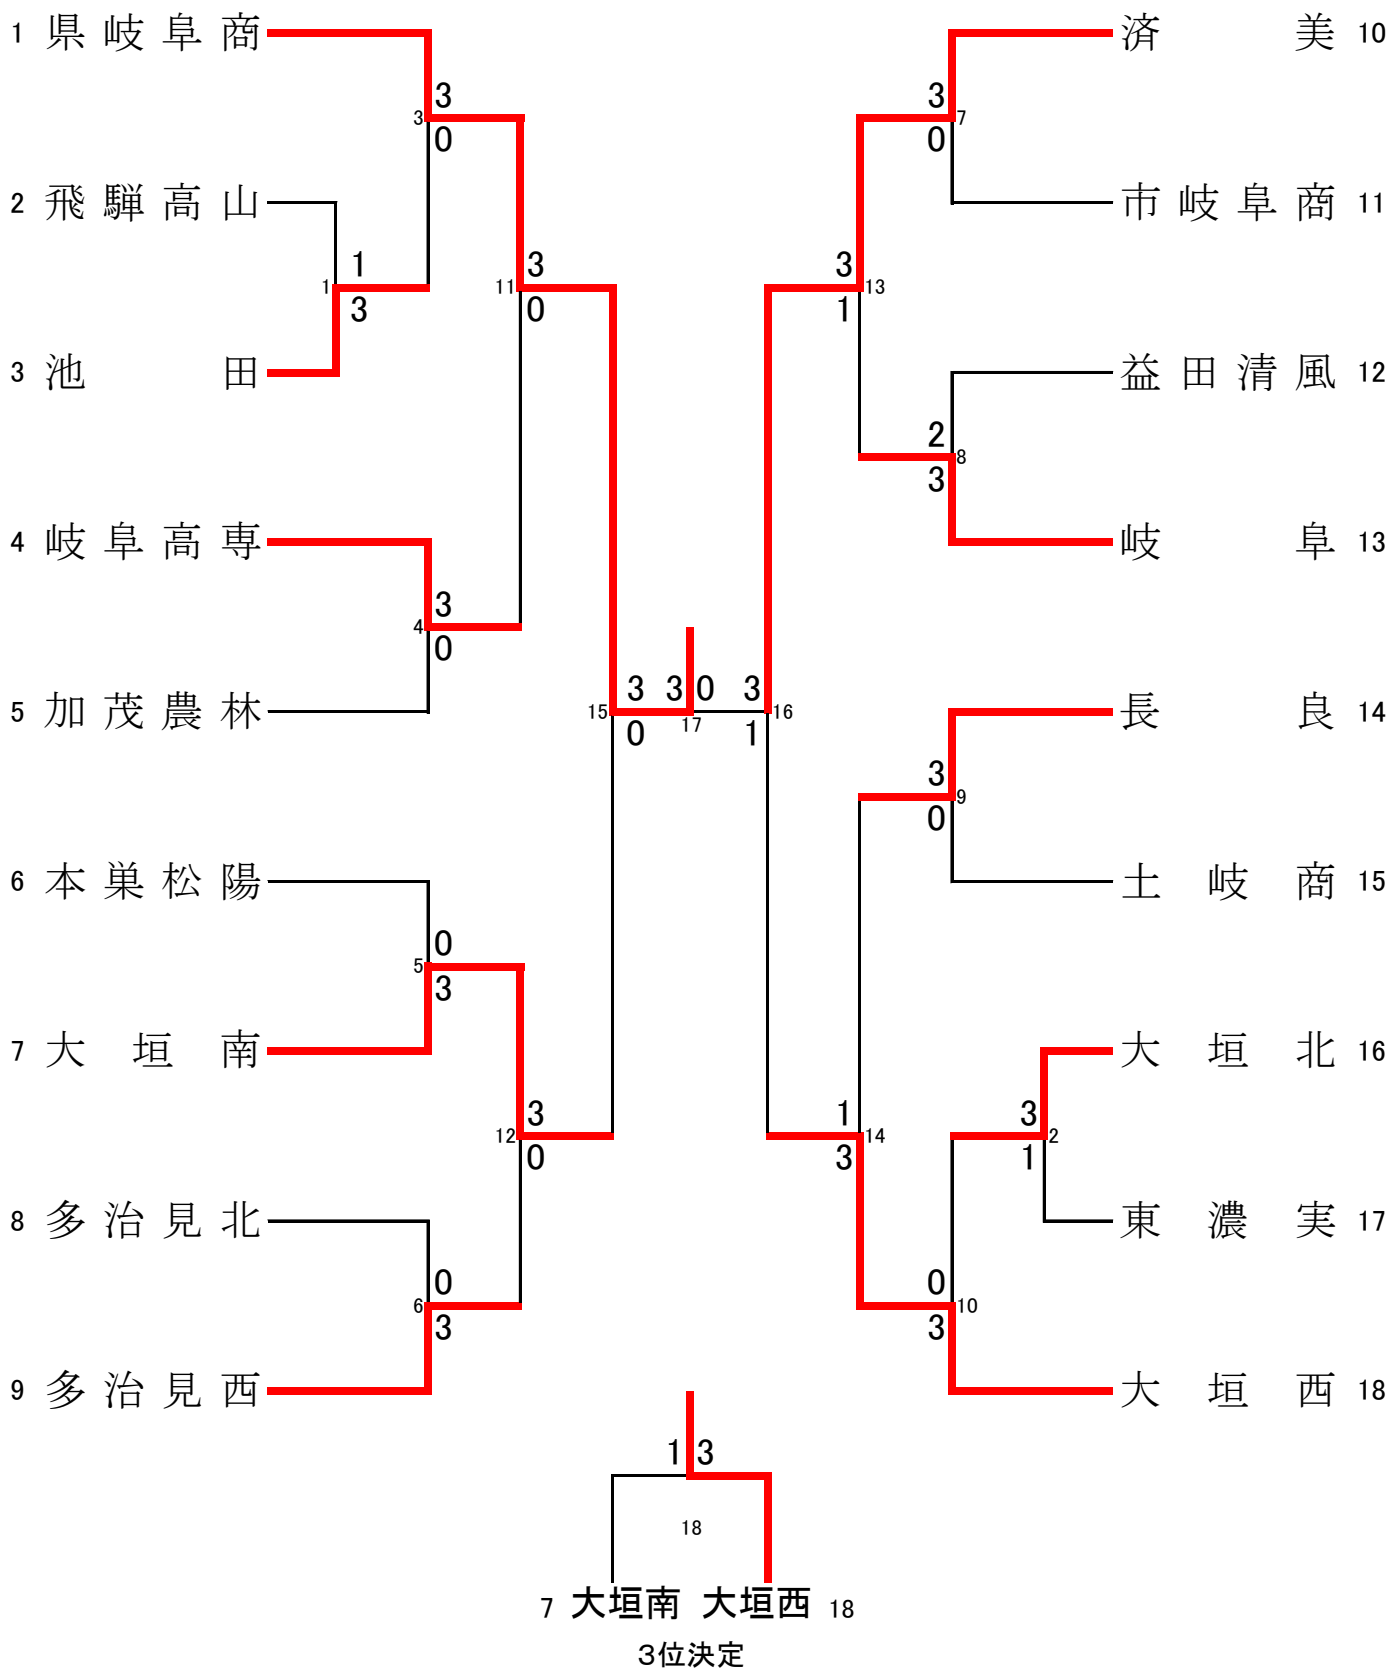 1 県岐阜商
済美 10
3
3
3
7
0
0
2 飛騨高山
市岐阜商 11
1
3
3
1
11
13
3
0
1
3 池田
益田清風 12
2
8
3
4 岐阜高専
岐阜 13
3
4
0
5 加茂農林
長良 14
3 3 0 3
15
17
16
0
1
3
9
0
6 本巣松陽
土岐商 15
0
5
3
7 大垣南
大垣北 16
3
1
3
12
14
2
0
3
1
8 多治見北
東濃実 17
0
0
6
10
3
3
9 多治見西
大垣西 18
1 3
18
7 大垣南 大垣西 18
3位決定